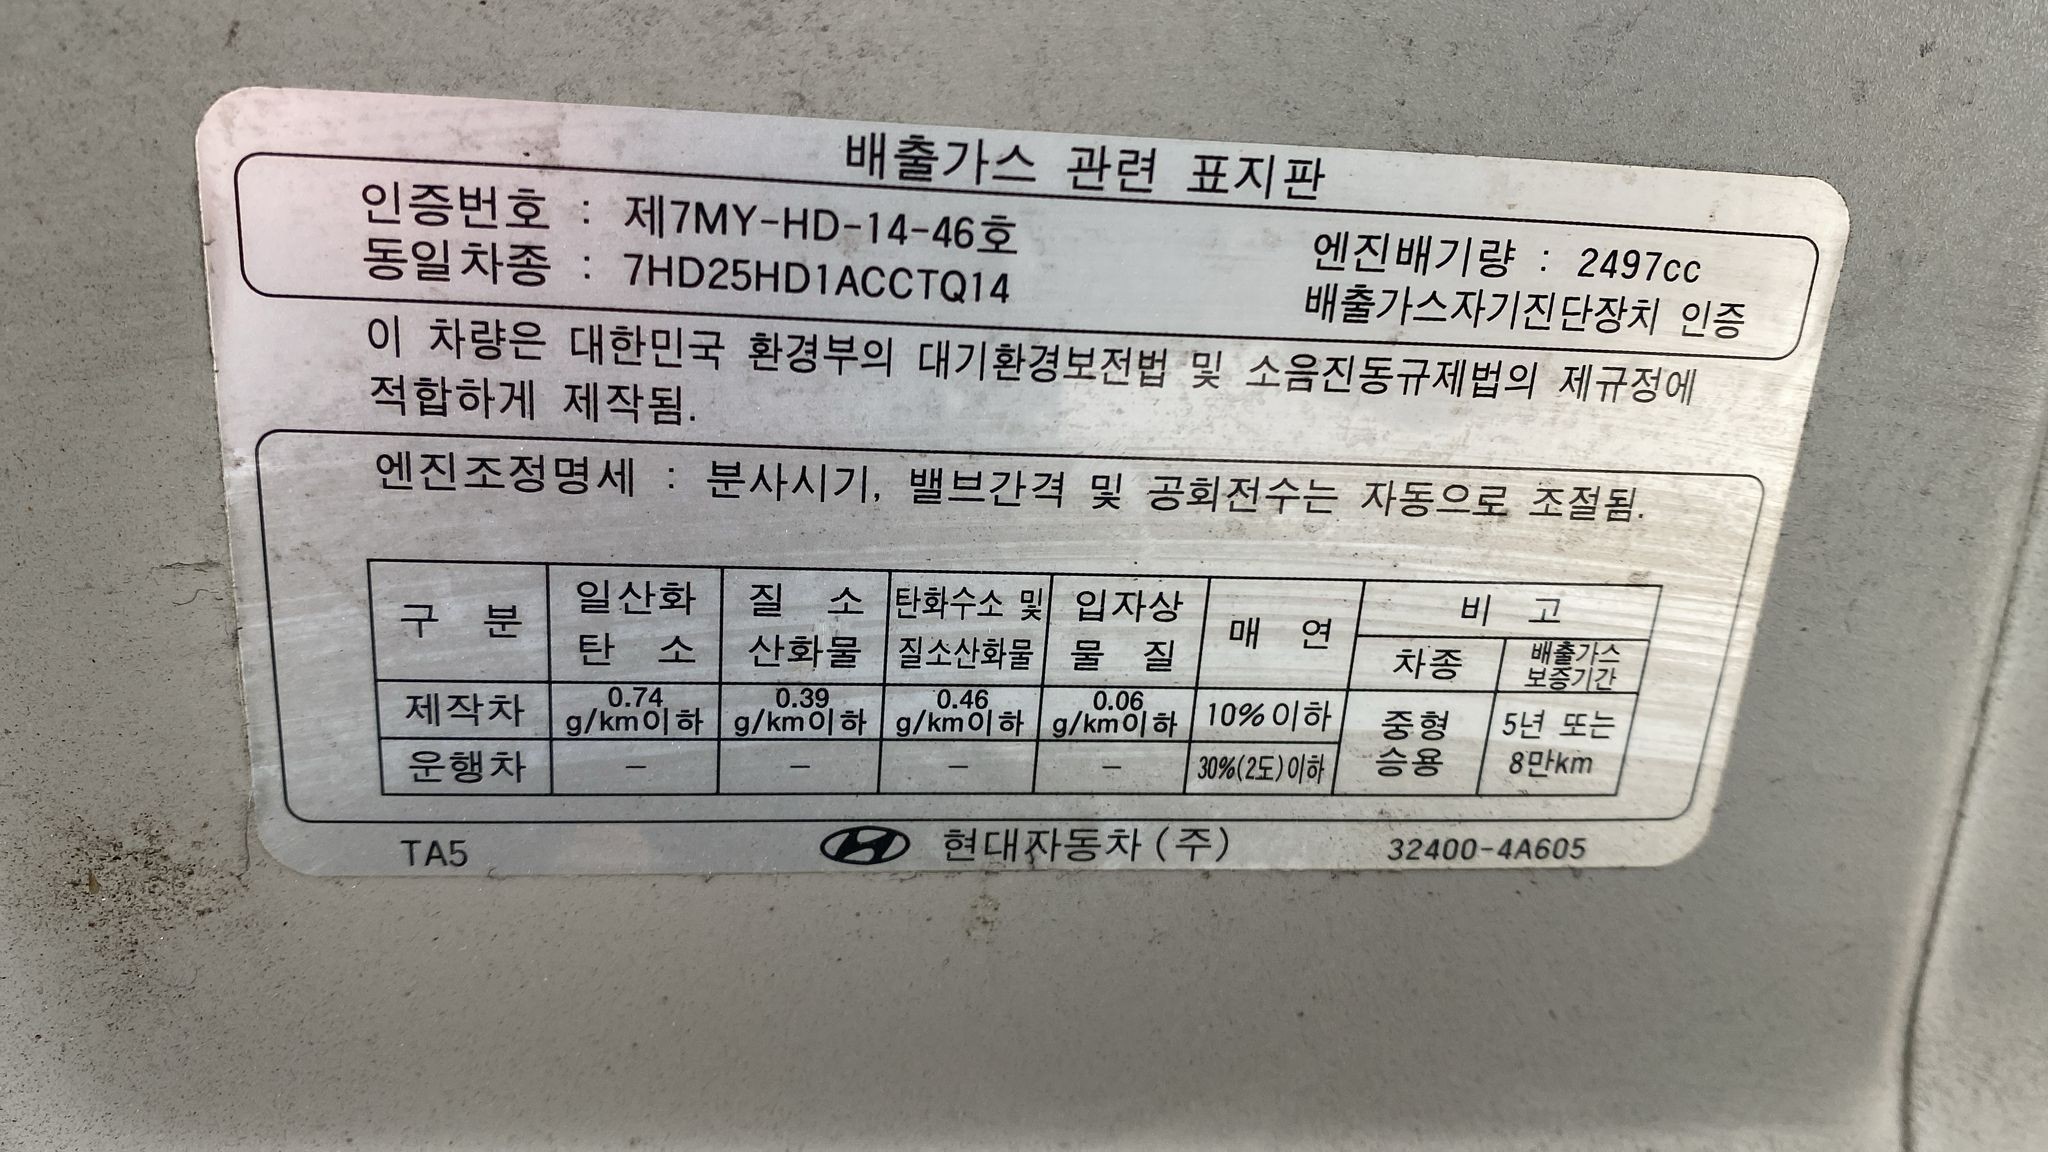 배출가스 관련 표지판
인증번호 : 제7MY-HD-14-46호
엔진배기량 : 2497cc
동일차종 : 7HD25HD1ACCTQ14
배출가스자기진단장치 인증
이 차량은 대한민국 환경부의 대기환경보전법 및 소음진동규제법의 제규정에
적합하게 제작됨.
엔진조정명세 : 분사시기, 밸브간격 및 공회전수는 자동으로 조절됨.
구 분 일산화 탄 소 질 소 산화물 탄화수소 및 질소산화물 입자상 물 질 매 연 비 고
차종 배출가스 보증기간
제작차 0.74 g/km이하 0.39 g/km이하 0.46 g/km이하 0.06 g/km이하 10%이하 중형 승용 5년 또는 8만km
운행차 – – – – 30%(2도)이하
TA5 현대자동차(주) 32400-4A605